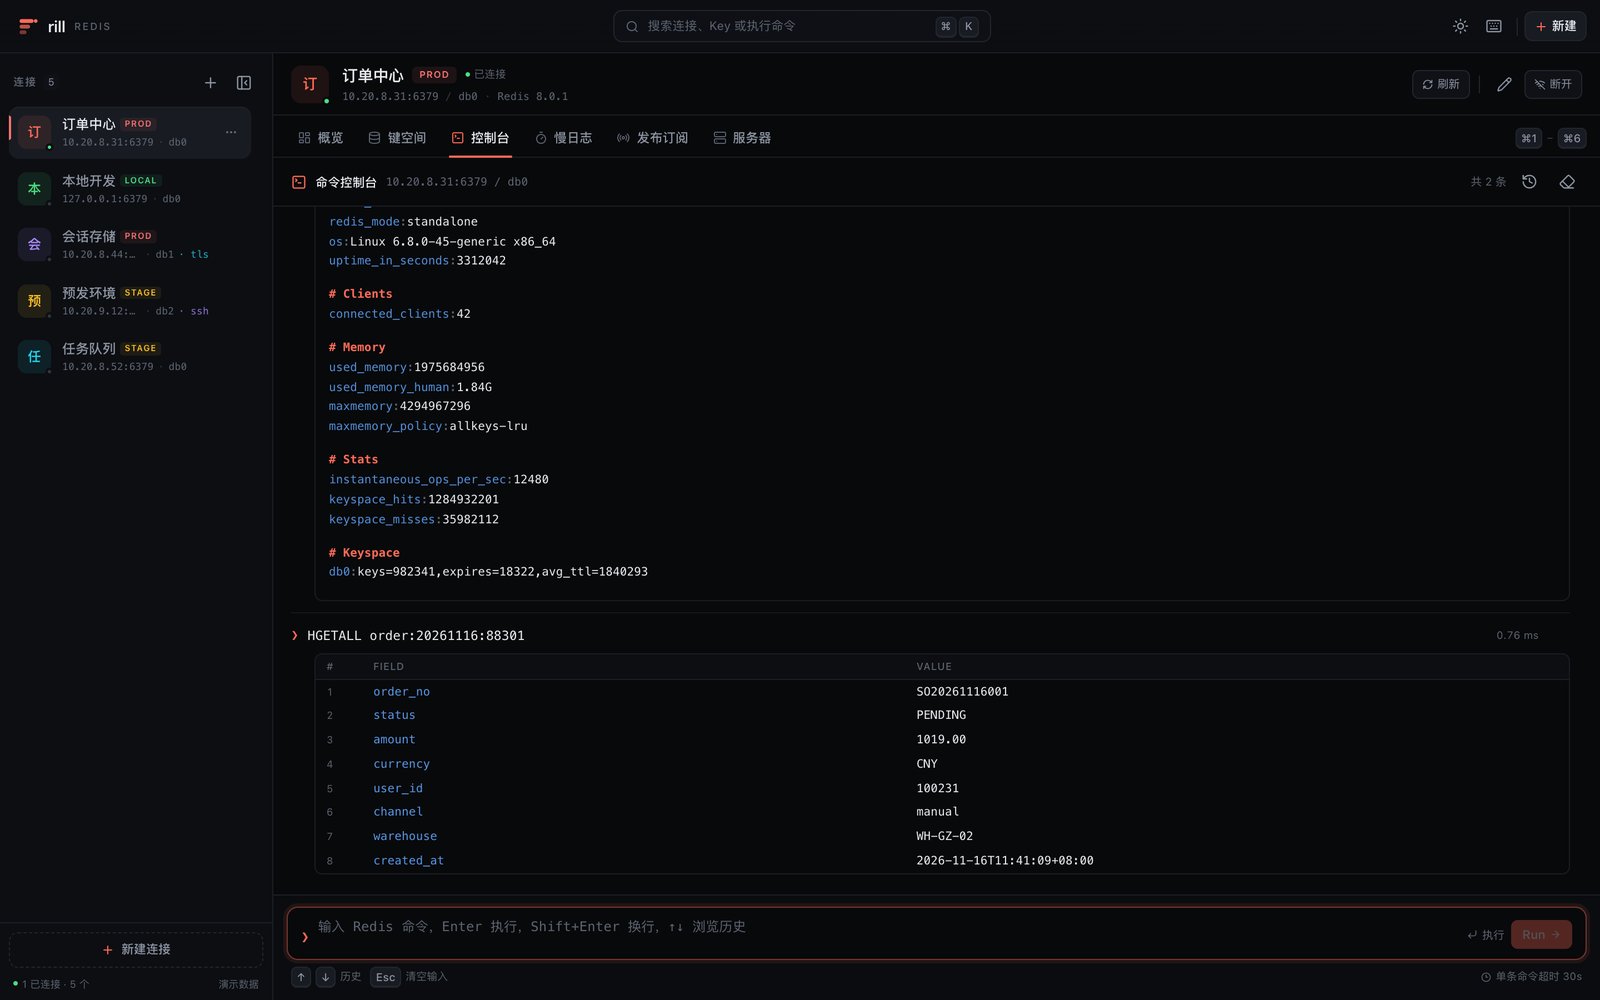 rill REDIS
搜索连接、Key 或执行命令 ⌘ K
+ 新建
连接 5
订 订单中心 PROD
10.20.8.31:6379 · db0
本 本地开发 LOCAL
127.0.0.1:6379 · db0
会 会话存储 PROD
10.20.8.44:… · db1 · tls
预 预发环境 STAGE
10.20.9.12:… · db2 · ssh
任 任务队列 STAGE
10.20.8.52:6379 · db0
+ 新建连接
1 已连接 · 5 个 演示数据
订 订单中心 PROD 已连接
10.20.8.31:6379 / db0 · Redis 8.0.1
刷新 断开
概览 键空间 控制台 慢日志 发布订阅 服务器 ⌘1 – ⌘6
命令控制台 10.20.8.31:6379 / db0 共 2 条
redis_mode:standalone
os:Linux 6.8.0-45-generic x86_64
uptime_in_seconds:3312042
# Clients
connected_clients:42
# Memory
used_memory:1975684956
used_memory_human:1.84G
maxmemory:4294967296
maxmemory_policy:allkeys-lru
# Stats
instantaneous_ops_per_sec:12480
keyspace_hits:1284932201
keyspace_misses:35982112
# Keyspace
db0:keys=982341,expires=18322,avg_ttl=1840293
❯ HGETALL order:20261116:88301 0.76 ms
# FIELD VALUE
1 order_no SO20261116001
2 status PENDING
3 amount 1019.00
4 currency CNY
5 user_id 100231
6 channel manual
7 warehouse WH-GZ-02
8 created_at 2026-11-16T11:41:09+08:00
❯ 输入 Redis 命令, Enter 执行, Shift+Enter 换行, ↑↓ 浏览历史 ↵ 执行 Run →
↑ ↓ 历史 Esc 清空输入 单条命令超时 30s